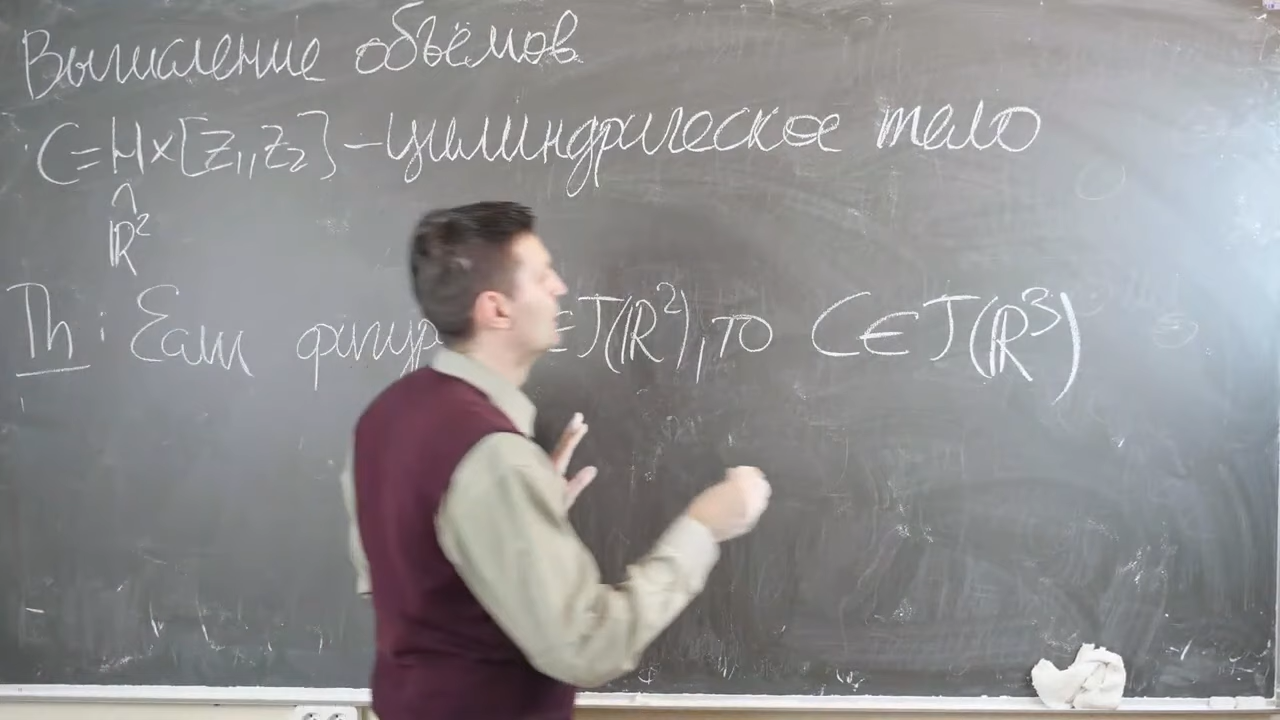 Вычисление объёмов
C=H×[z₁,z₂] – цилиндрическое тело
∩
ℝ²
Th: Если фигур ∈J(ℝ²), то C∈J(ℝ³)